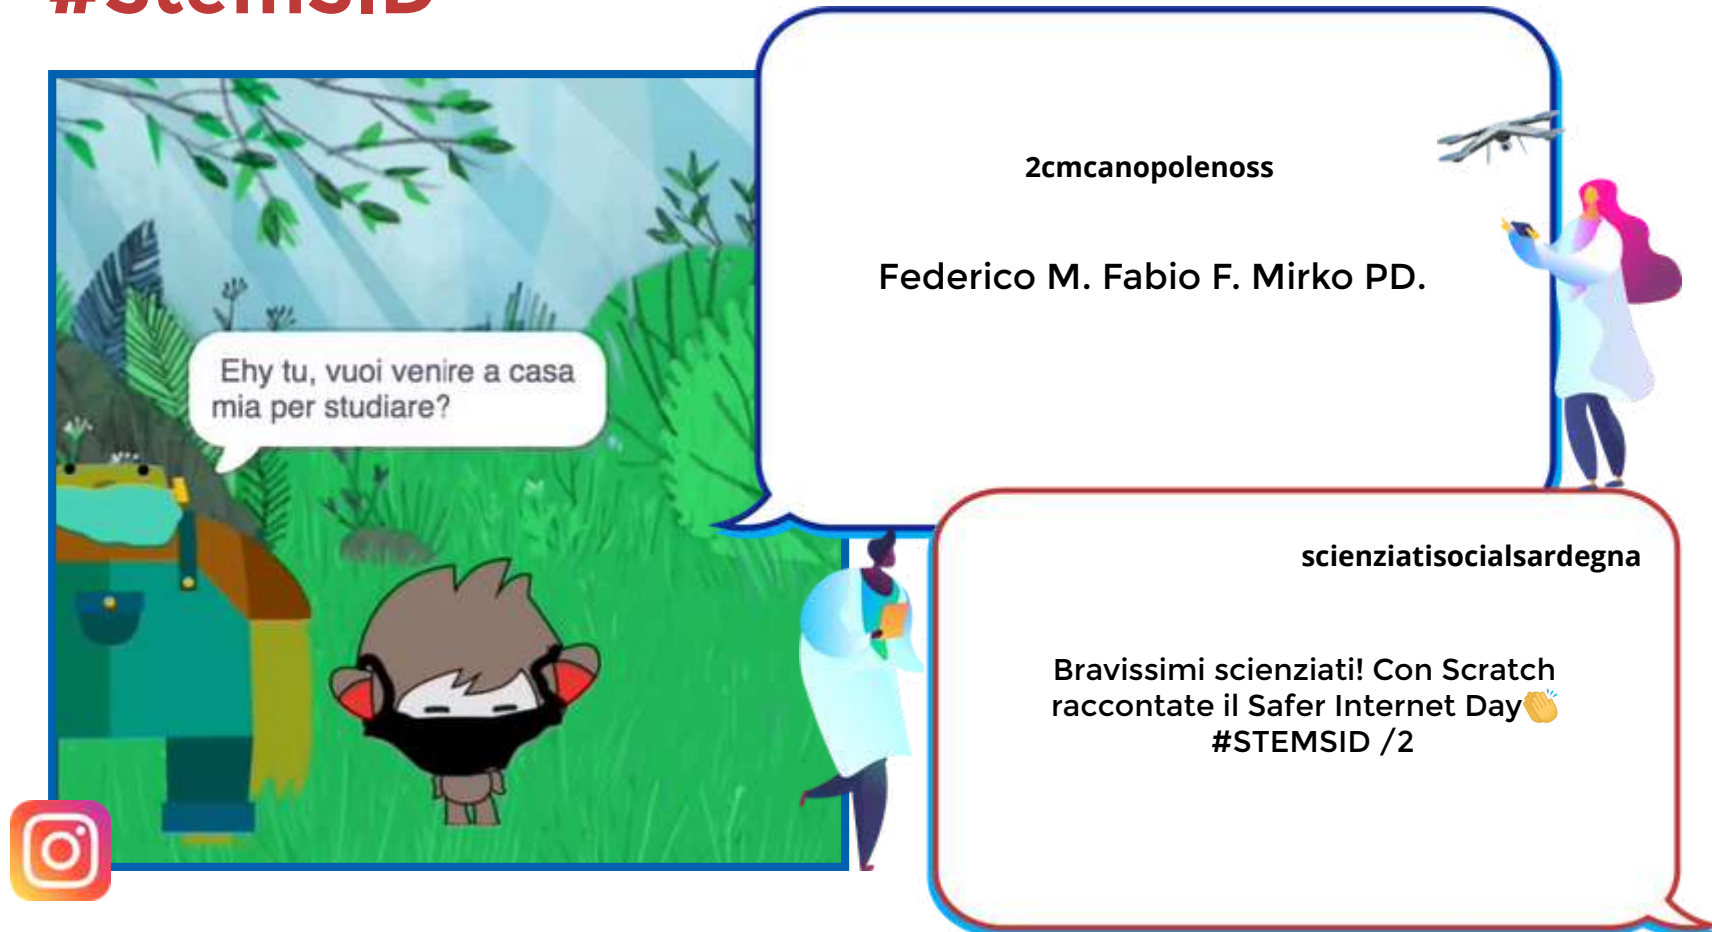 #StemSID
2cmcanopolenoss
Federico M. Fabio F. Mirko PD.
Ehy tu, vuoi venire a casa
mia per studiare?
scienziatisocialsardegna
Bravissimi scienziati! Con Scratch
raccontate il Safer Internet Day👏
#STEMSID /2